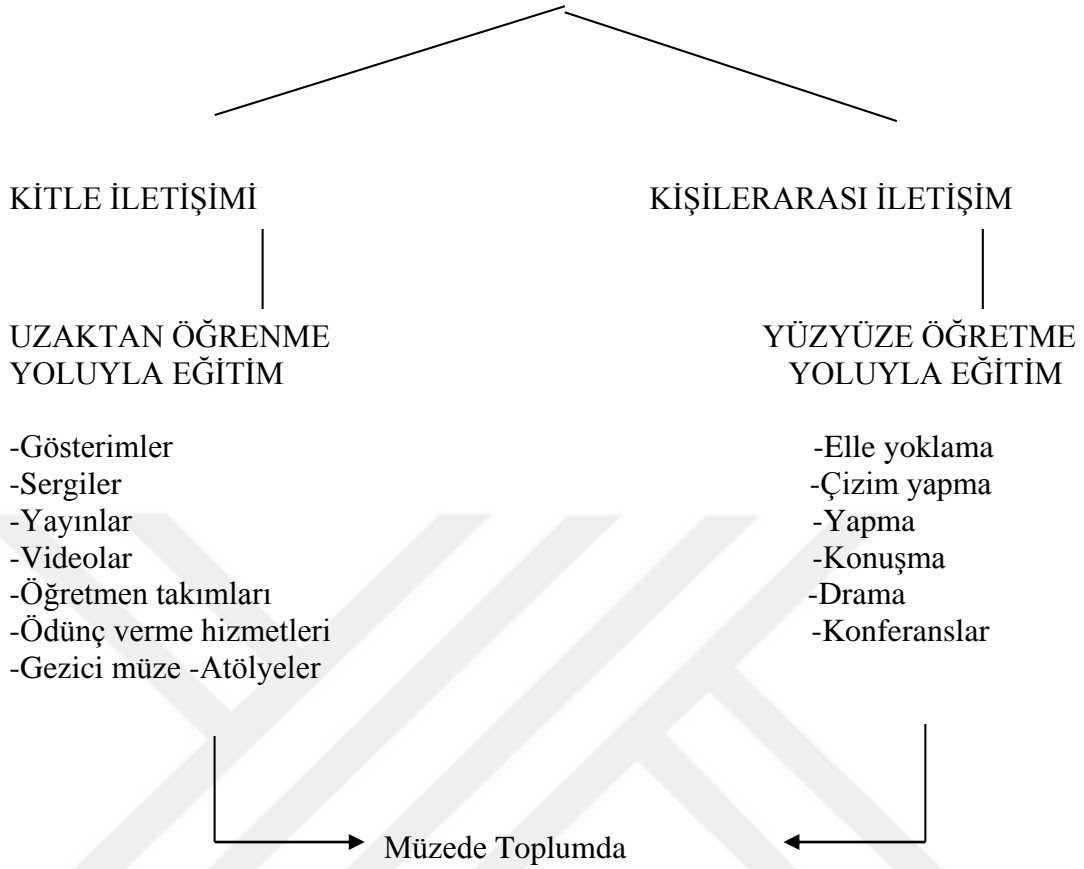 KİTLE İLETİŞİMİ
KİŞİLERARASI İLETİŞİM
UZAKTAN ÖĞRENME
YOLUYLA EĞİTİM
YÜZYÜZE ÖĞRETME
YOLUYLA EĞİTİM
-Gösterimler
-Sergiler
-Yayınlar
-Videolar
-Öğretmen takımları
-Ödünç verme hizmetleri
-Gezici müze -Atölyeler
-Elle yoklama
-Çizim yapma
-Yapma
-Konuşma
-Drama
-Konferanslar
Müzede Toplumda